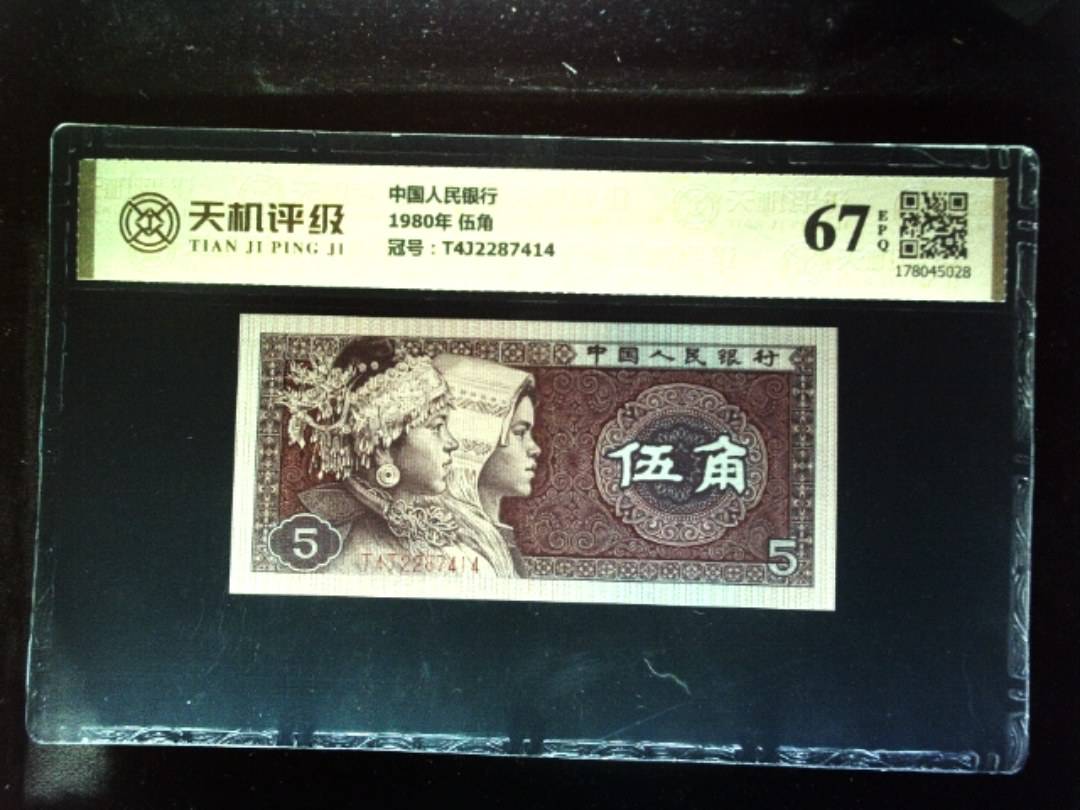 天机评级
TIAN JI PING JI
中国人民银行
1980年 伍角
冠号：T4J2287414
67
EPQ
178045028
中国人民银行
伍角
5
T4J2287414
5